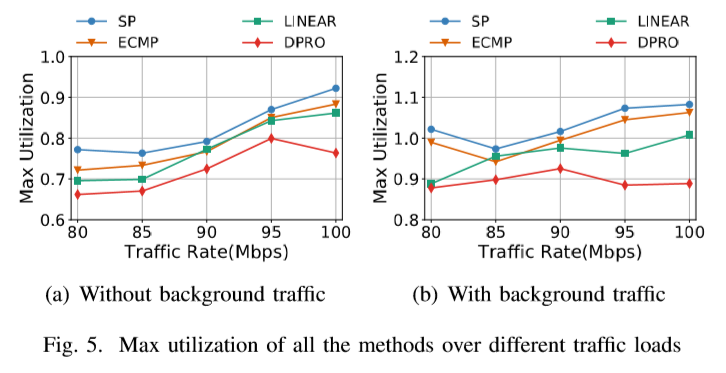 SP
LINEAR
ECMP
DPRO
1.0
0.9
0.8
0.7
0.6
Max Utilization
80
85
90
95
100
Traffic Rate(Mbps)
(a) Without background traffic
SP
LINEAR
ECMP
DPRO
1.2
1.1
1.0
0.9
0.8
Max Utilization
80
85
90
95
100
Traffic Rate(Mbps)
(b) With background traffic
Fig. 5. Max utilization of all the methods over different traffic loads